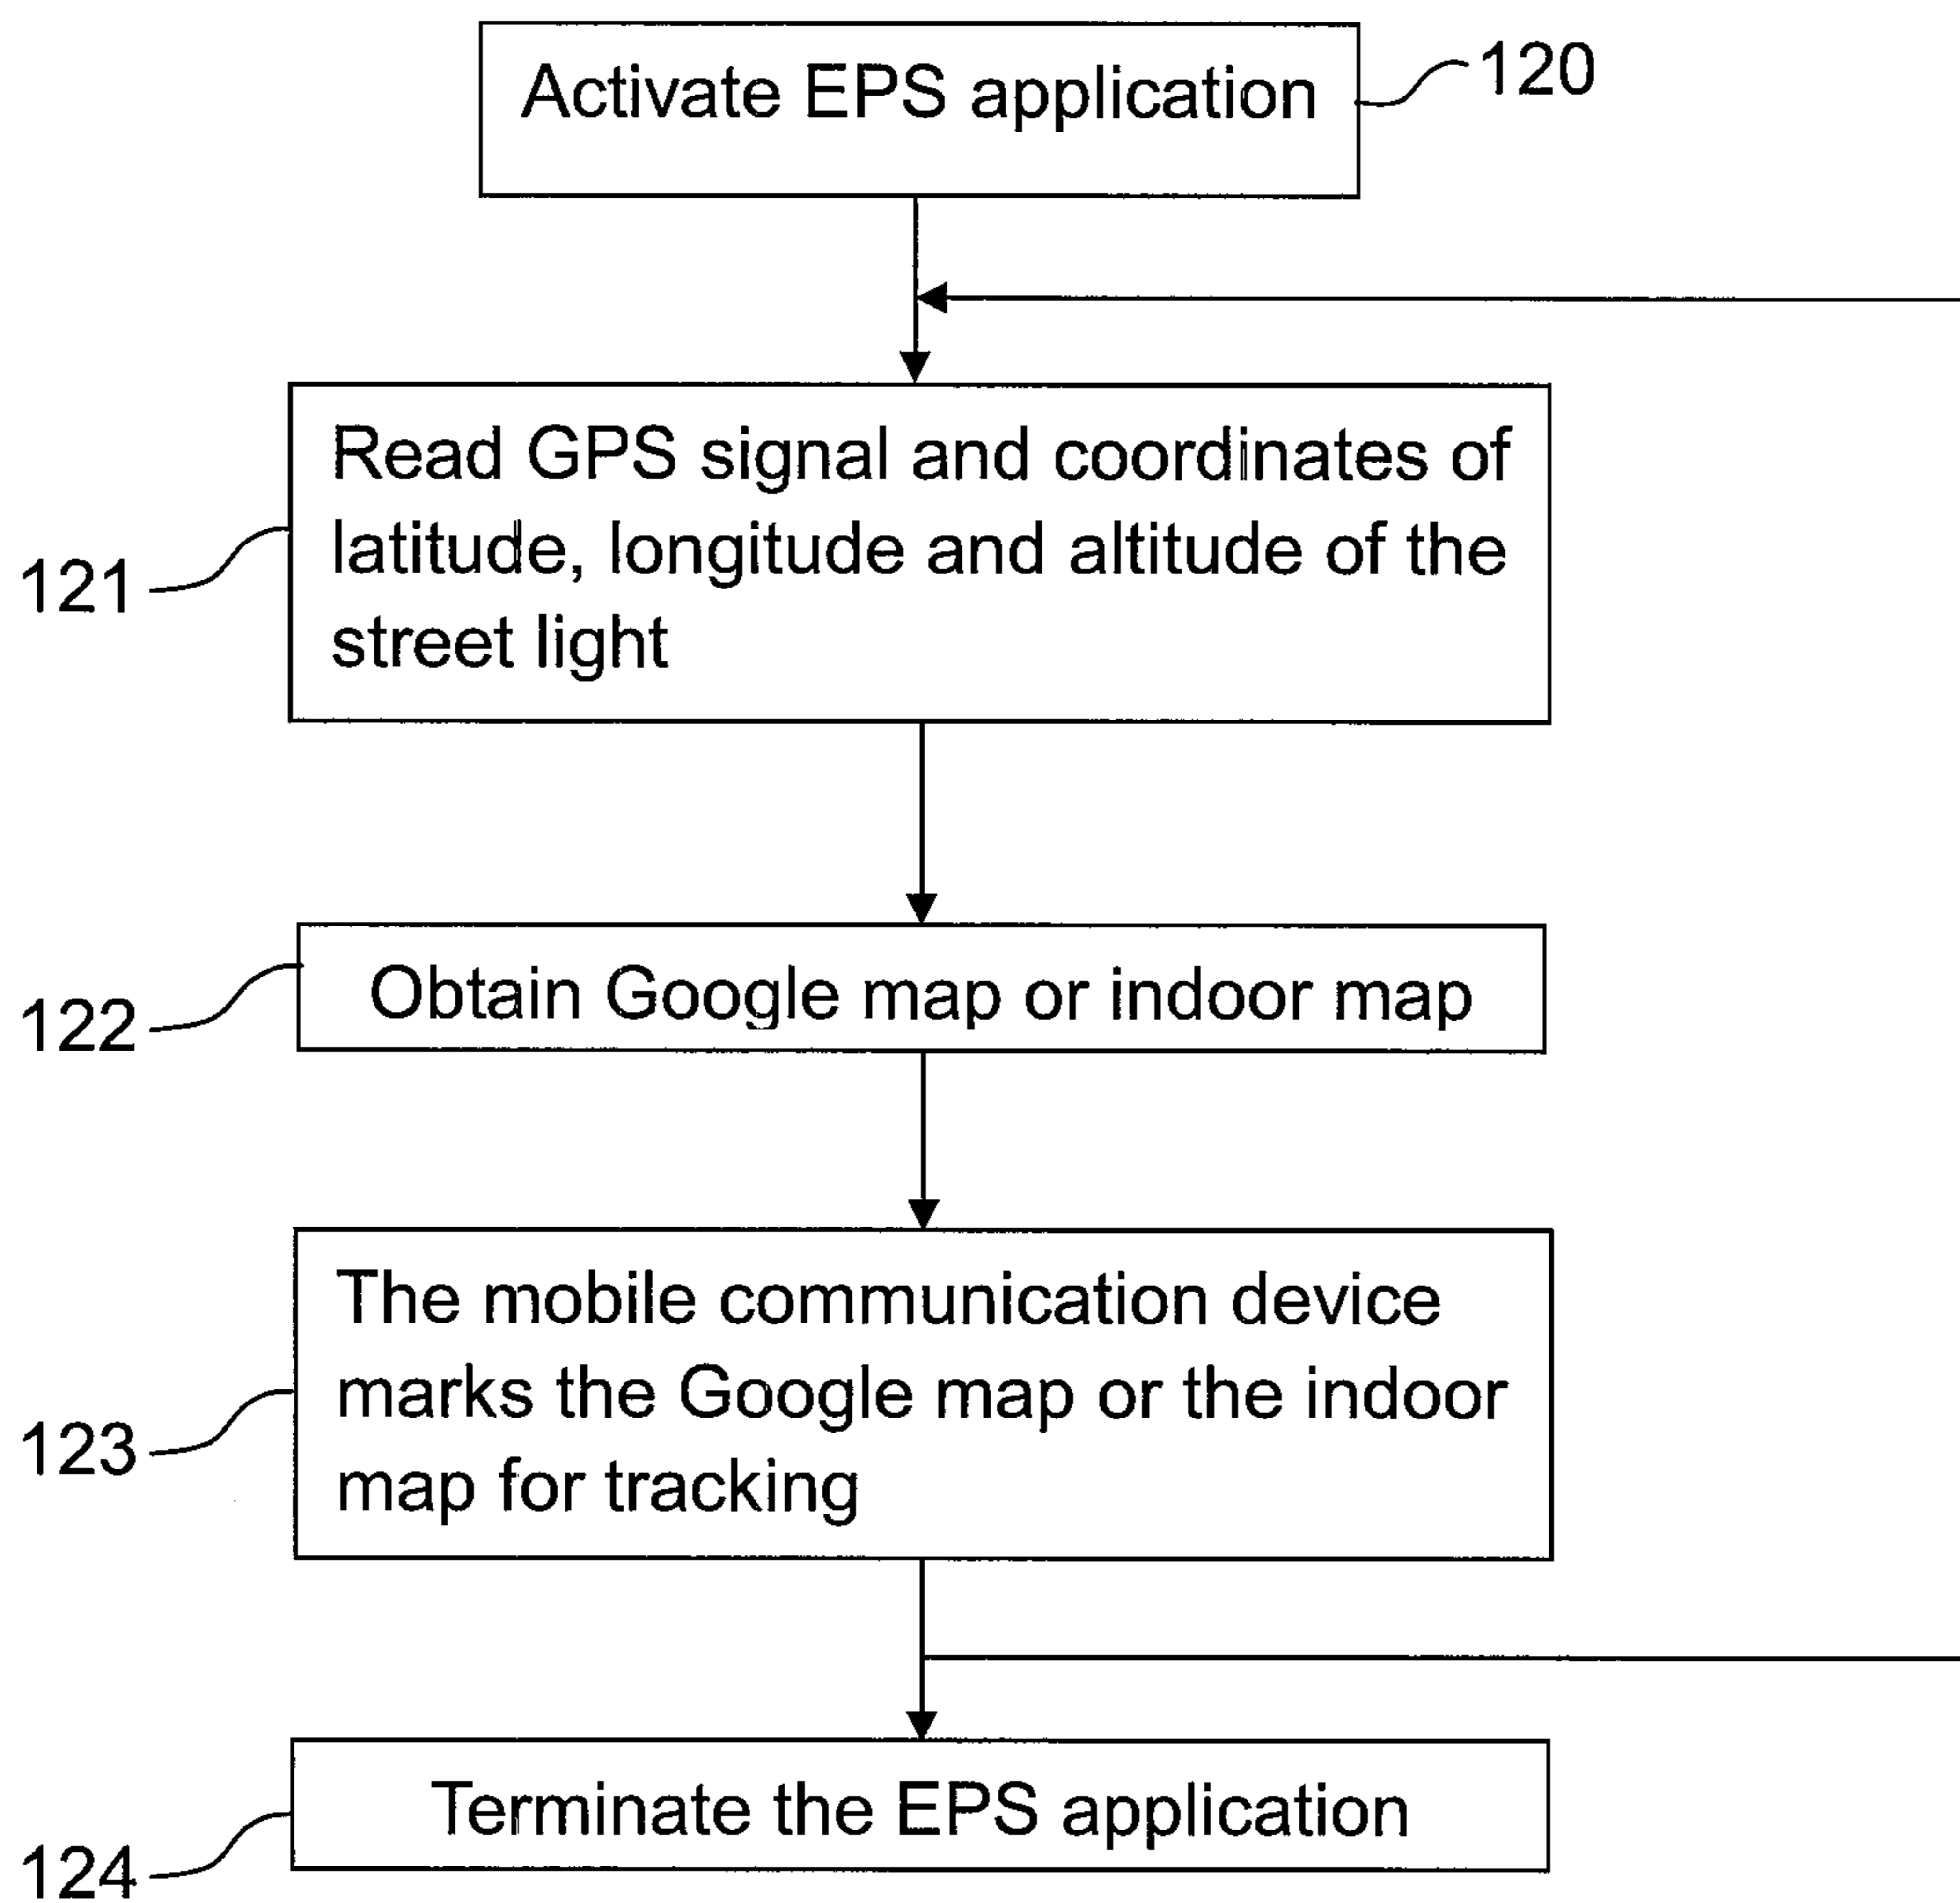 Activate EPS application
120
Read GPS signal and coordinates of
latitude, longitude and altitude of the
street light
121
Obtain Google map or indoor map
122
The mobile communication device
marks the Google map or the indoor
map for tracking
123
Terminate the EPS application
124